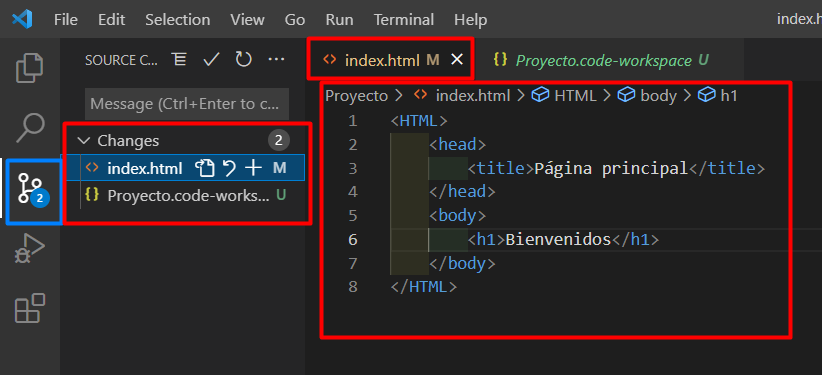 File Edit Selection View Go Run Terminal Help index.h
SOURCE C...
Message (Ctrl+Enter to c...
Changes 2
index.html M
Proyecto.code-works... U
2
index.html M Proyecto.code-workspace U
Proyecto > index.html > HTML > body > h1
1 <HTML>
2 <head>
3 <title>Página principal</title>
4 </head>
5 <body>
6 <h1>Bienvenidos</h1>
7 </body>
8 </HTML>